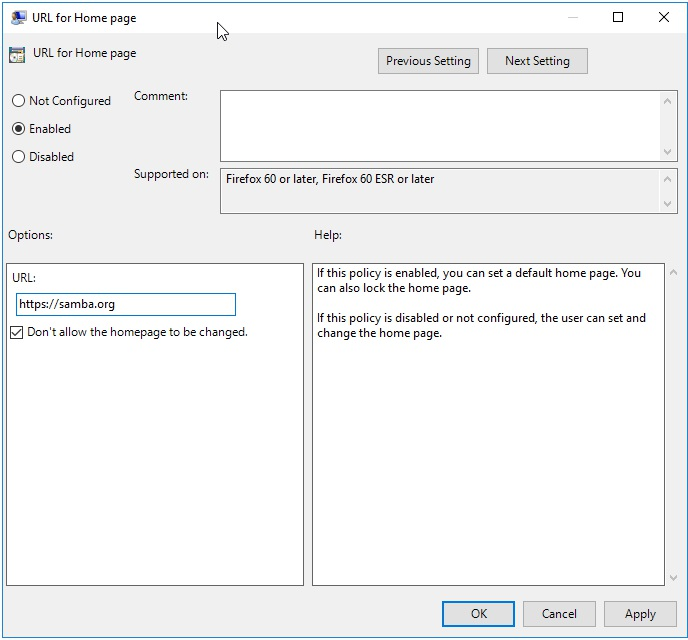 URL for Home page
URL for Home page
Previous Setting
Next Setting
Not Configured
Comment:
Enabled
Disabled
Supported on:
Firefox 60 or later, Firefox 60 ESR or later
Options:
Help:
URL:
https://samba.org
Don't allow the homepage to be changed.
If this policy is enabled, you can set a default home page. You
can also lock the home page.
If this policy is disabled or not configured, the user can set and
change the home page.
OK
Cancel
Apply